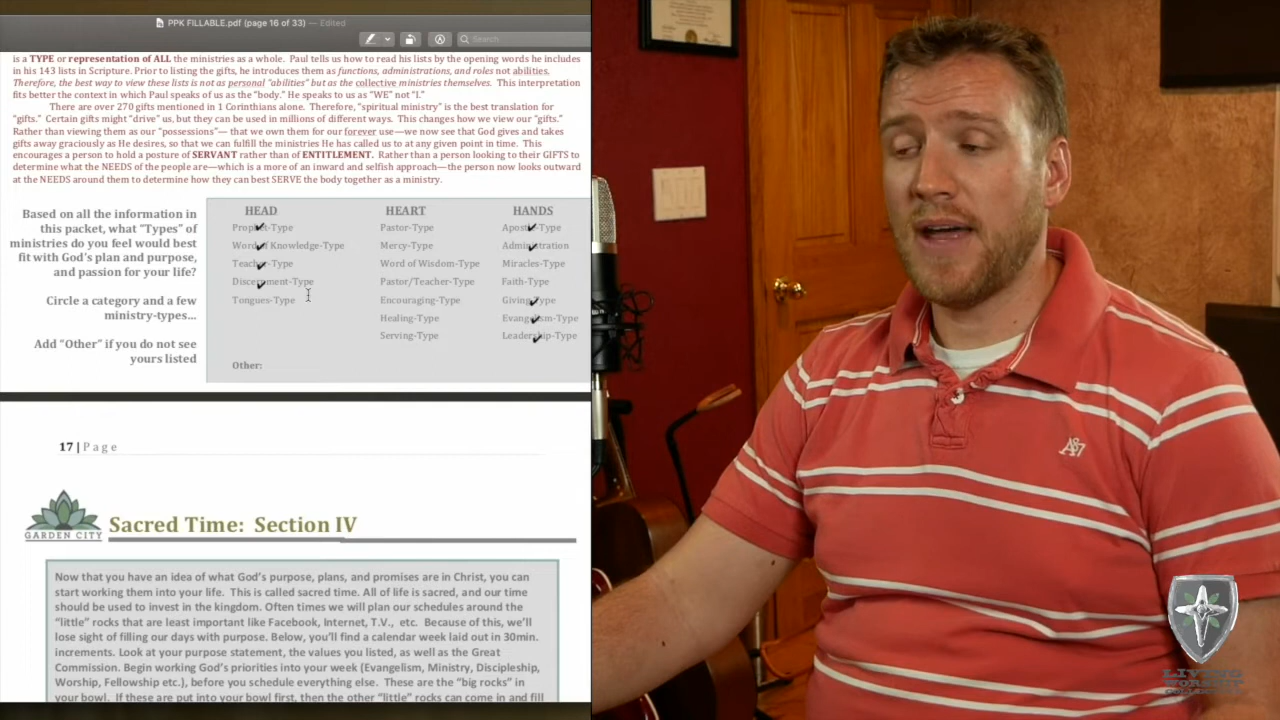 PPK FILLABLE.pdf (page 16 of 33) — Edited
Search
is a TYPE or representation of ALL the ministries as a whole. Paul tells us how to read his lists by the opening words he includes
in his 143 lists in Scripture. Prior to listing the gifts, he introduces them as functions, administrations, and roles not abilities.
Therefore, the best way to view these lists is not as personal "abilities" but as the collective ministries themselves. This interpretation
fits better the context in which Paul speaks of us as the "body." He speaks to us as "WE" not "I."
There are over 270 gifts mentioned in 1 Corinthians alone. Therefore, "spiritual ministry" is the best translation for
"gifts." Certain gifts might "drive" us, but they can be used in millions of different ways. This changes how we view our "gifts."
Rather than viewing them as our "possessions"— that we own them for our forever use—we now see that God gives and takes
gifts away graciously as He desires, so that we can fulfill the ministries He has called us to at any given point in time. This
encourages a person to hold a posture of SERVANT rather than of ENTITLEMENT. Rather than a person looking to their GIFTS to
determine what the NEEDS of the people are—which is a more of an inward and selfish approach—the person now looks outward
at the NEEDS around them to determine how they can best SERVE the body together as a ministry.
Based on all the information in
this packet, what "Types" of
ministries do you feel would best
fit with God's plan and purpose,
and passion for your life?
Circle a category and a few
ministry-types...
Add "Other" if you do not see
yours listed
HEAD
Prophet-Type
Word of Knowledge-Type
Teacher-Type
Discernment-Type
Tongues-Type
Other:
HEART
Pastor-Type
Mercy-Type
Word of Wisdom-Type
Pastor/Teacher-Type
Encouraging-Type
Healing-Type
Serving-Type
HANDS
Apostle-Type
Administration
Miracles-Type
Faith-Type
Giving-Type
Evangelism-Type
Leadership-Type
17 | Page
GARDEN CITY
Sacred Time: Section IV
Now that you have an idea of what God's purpose, plans, and promises are in Christ, you can
start working them into your life. This is called sacred time. All of life is sacred, and our time
should be used to invest in the kingdom. Often times we will plan our schedules around the
"little" rocks that are least important like Facebook, Internet, T.V., etc. Because of this, we'll
lose sight of filling our days with purpose. Below, you'll find a calendar week laid out in 30min.
increments. Look at your purpose statement, the values you listed, as well as the Great
Commission. Begin working God's priorities into your week (Evangelism, Ministry, Discipleship,
Worship, Fellowship etc.), before you schedule everything else. These are the "big rocks" in
your bowl. If these are put into your bowl first, then the other "little" rocks can come in and fill
LIVING
WORSHIP